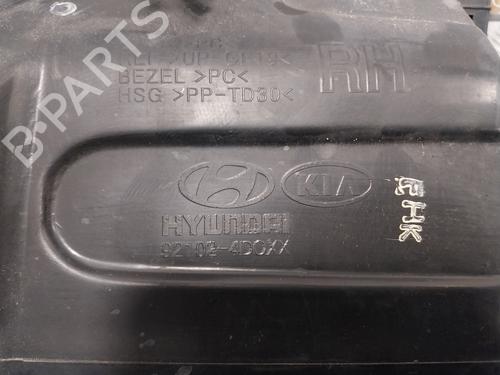 B-PARTS
RH
BEZEL >PC<
HSG >PP-TD30<
KIA
HYUNDAI
92102-4D0XX